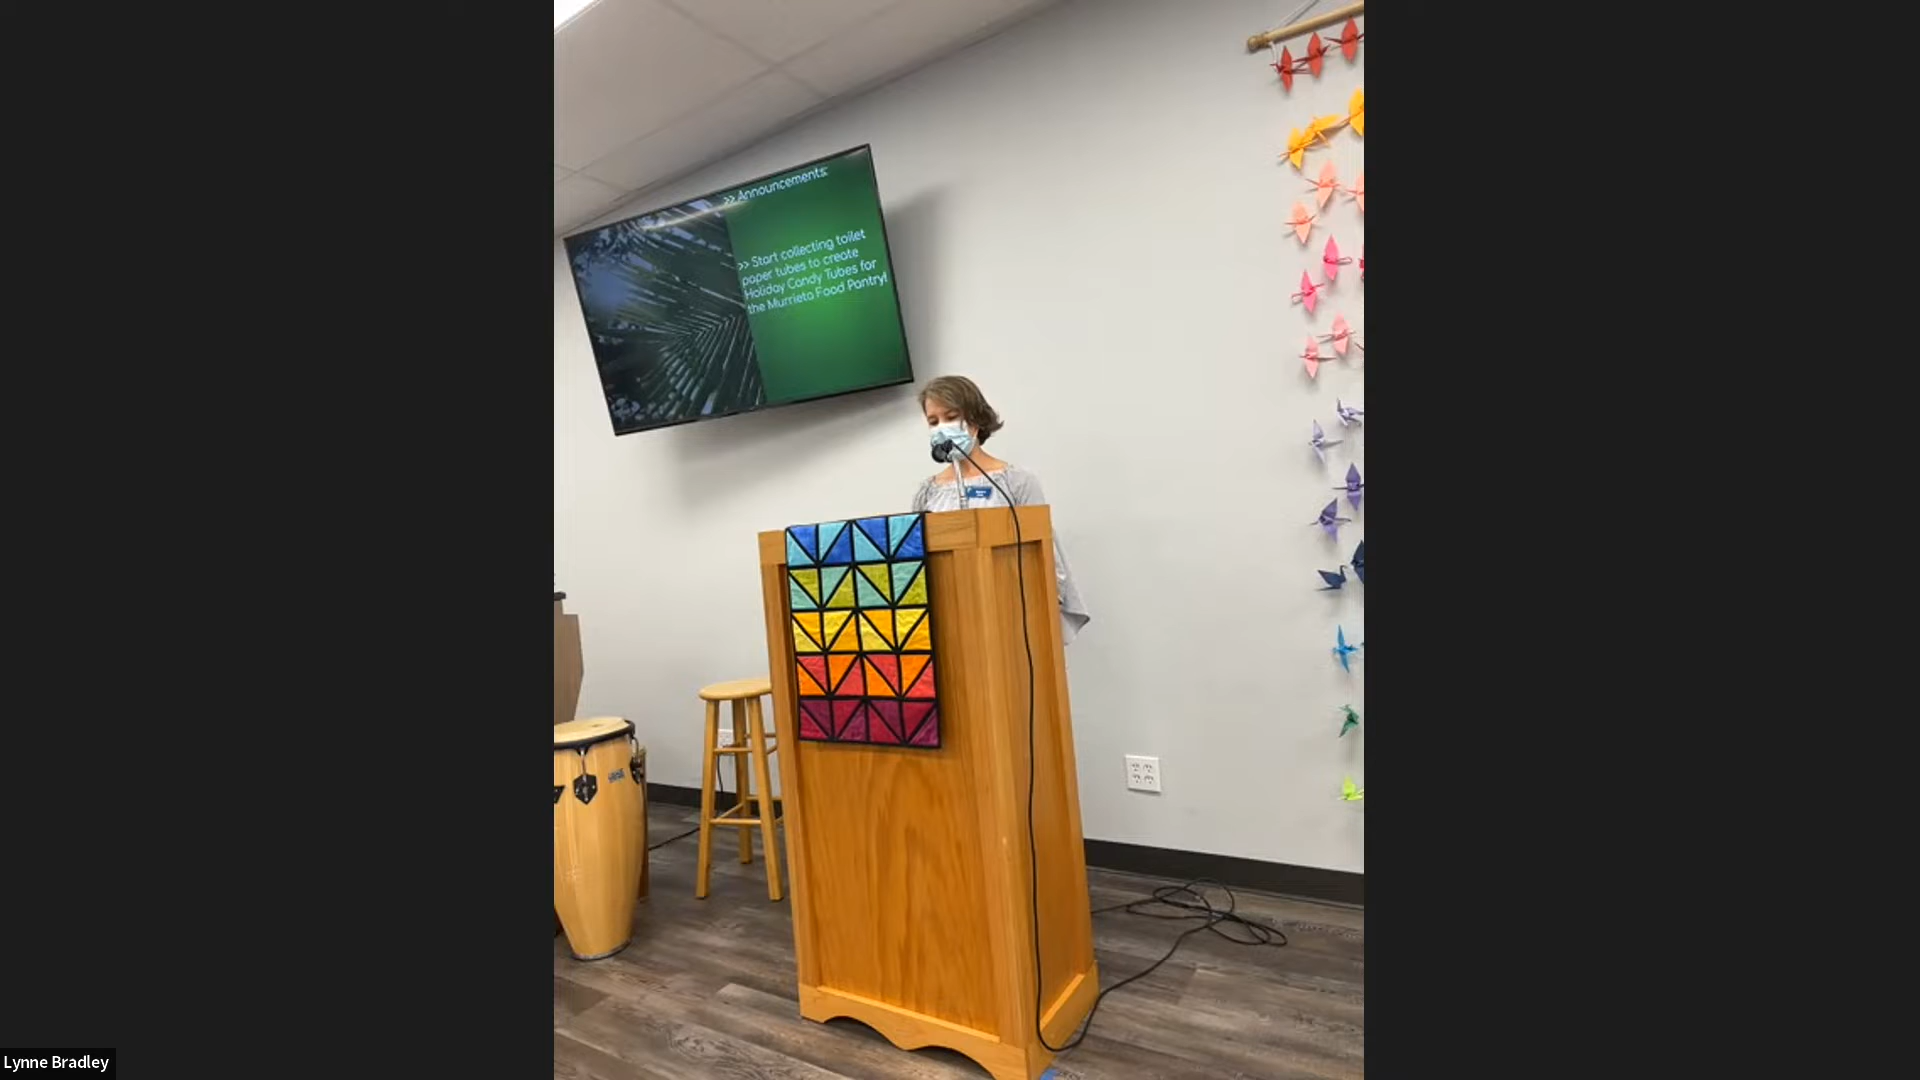 >> Announcements:
>> Start collecting toilet
paper tubes to create
Holiday Candy Tubes for
the Murrieta Food Pantry!
Lynne Bradley